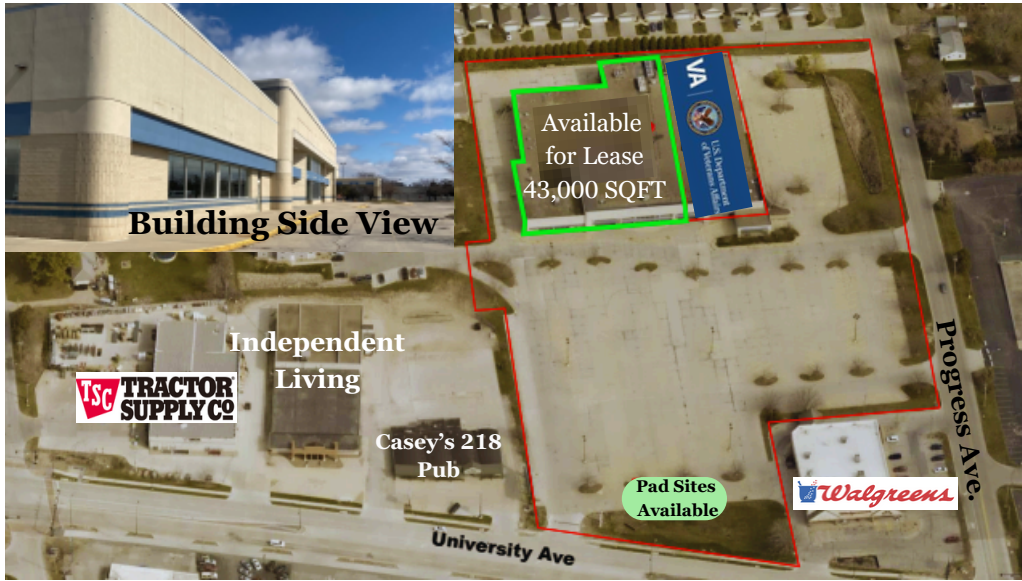 Building Side View
Available
for Lease
43,000 SQFT
VA
U.S. Department
of Veterans Affairs
TSC
TRACTOR
SUPPLY CO
Independent
Living
Casey's 218
Pub
Pad Sites
Available
Walgreens
Progress Ave.
University Ave